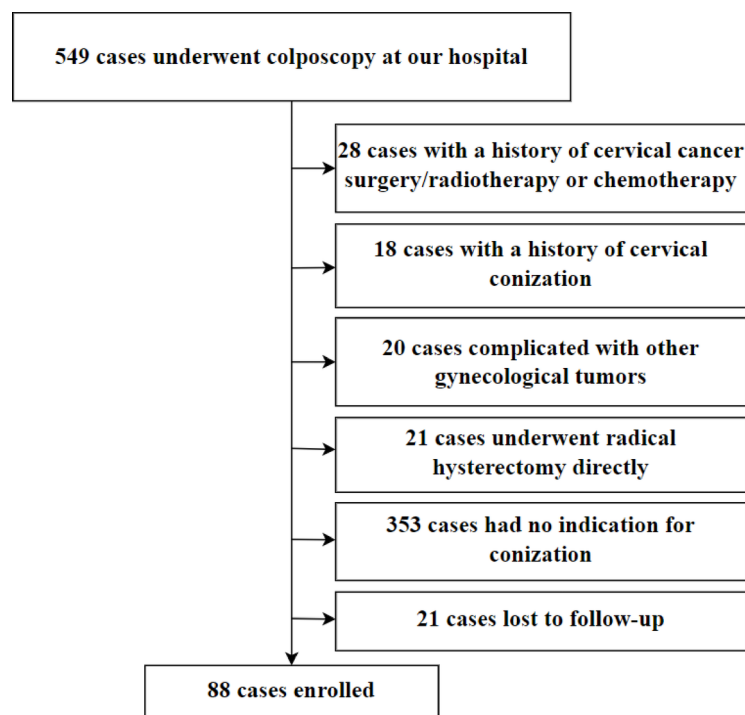 549 cases underwent colposcopy at our hospital
28 cases with a history of cervical cancer
surgery/radiotherapy or chemotherapy
18 cases with a history of cervical
conization
20 cases complicated with other
gynecological tumors
21 cases underwent radical
hysterectomy directly
353 cases had no indication for
conization
21 cases lost to follow-up
88 cases enrolled